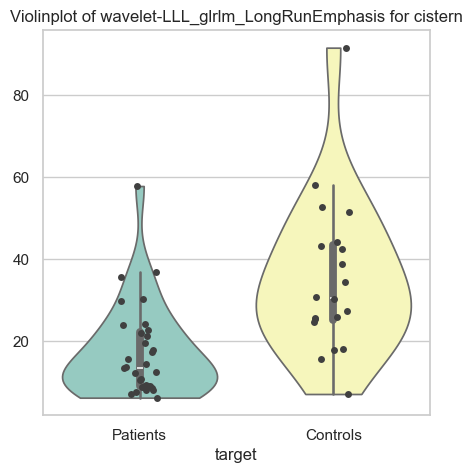 Violinplot of wavelet-LLL_glrlm_LongRunEmphasis for cistern
80
60
40
20
Patients Controls
target